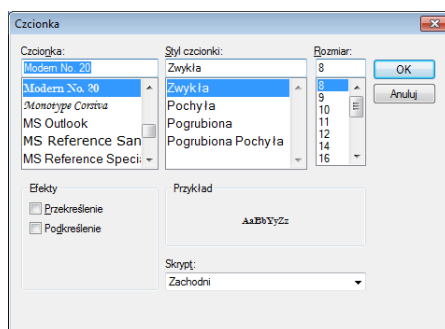 Czcionka
Czcionka:
Modern No. 20
Modern No. 20
Monotype Corsiva
MS Outlook
MS Reference San
MS Reference Speci
Styl czcionki:
Zwykła
Zwykła
Pochyła
Pogrubiona
Pogrubiona Pochyła
Rozmiar:
8
8
9
10
11
12
14
16
OK
Anuluj
Efekty
Przekreślenie
Podkreślenie
Przykład
AaBbYyZz
Skrypt:
Zachodni